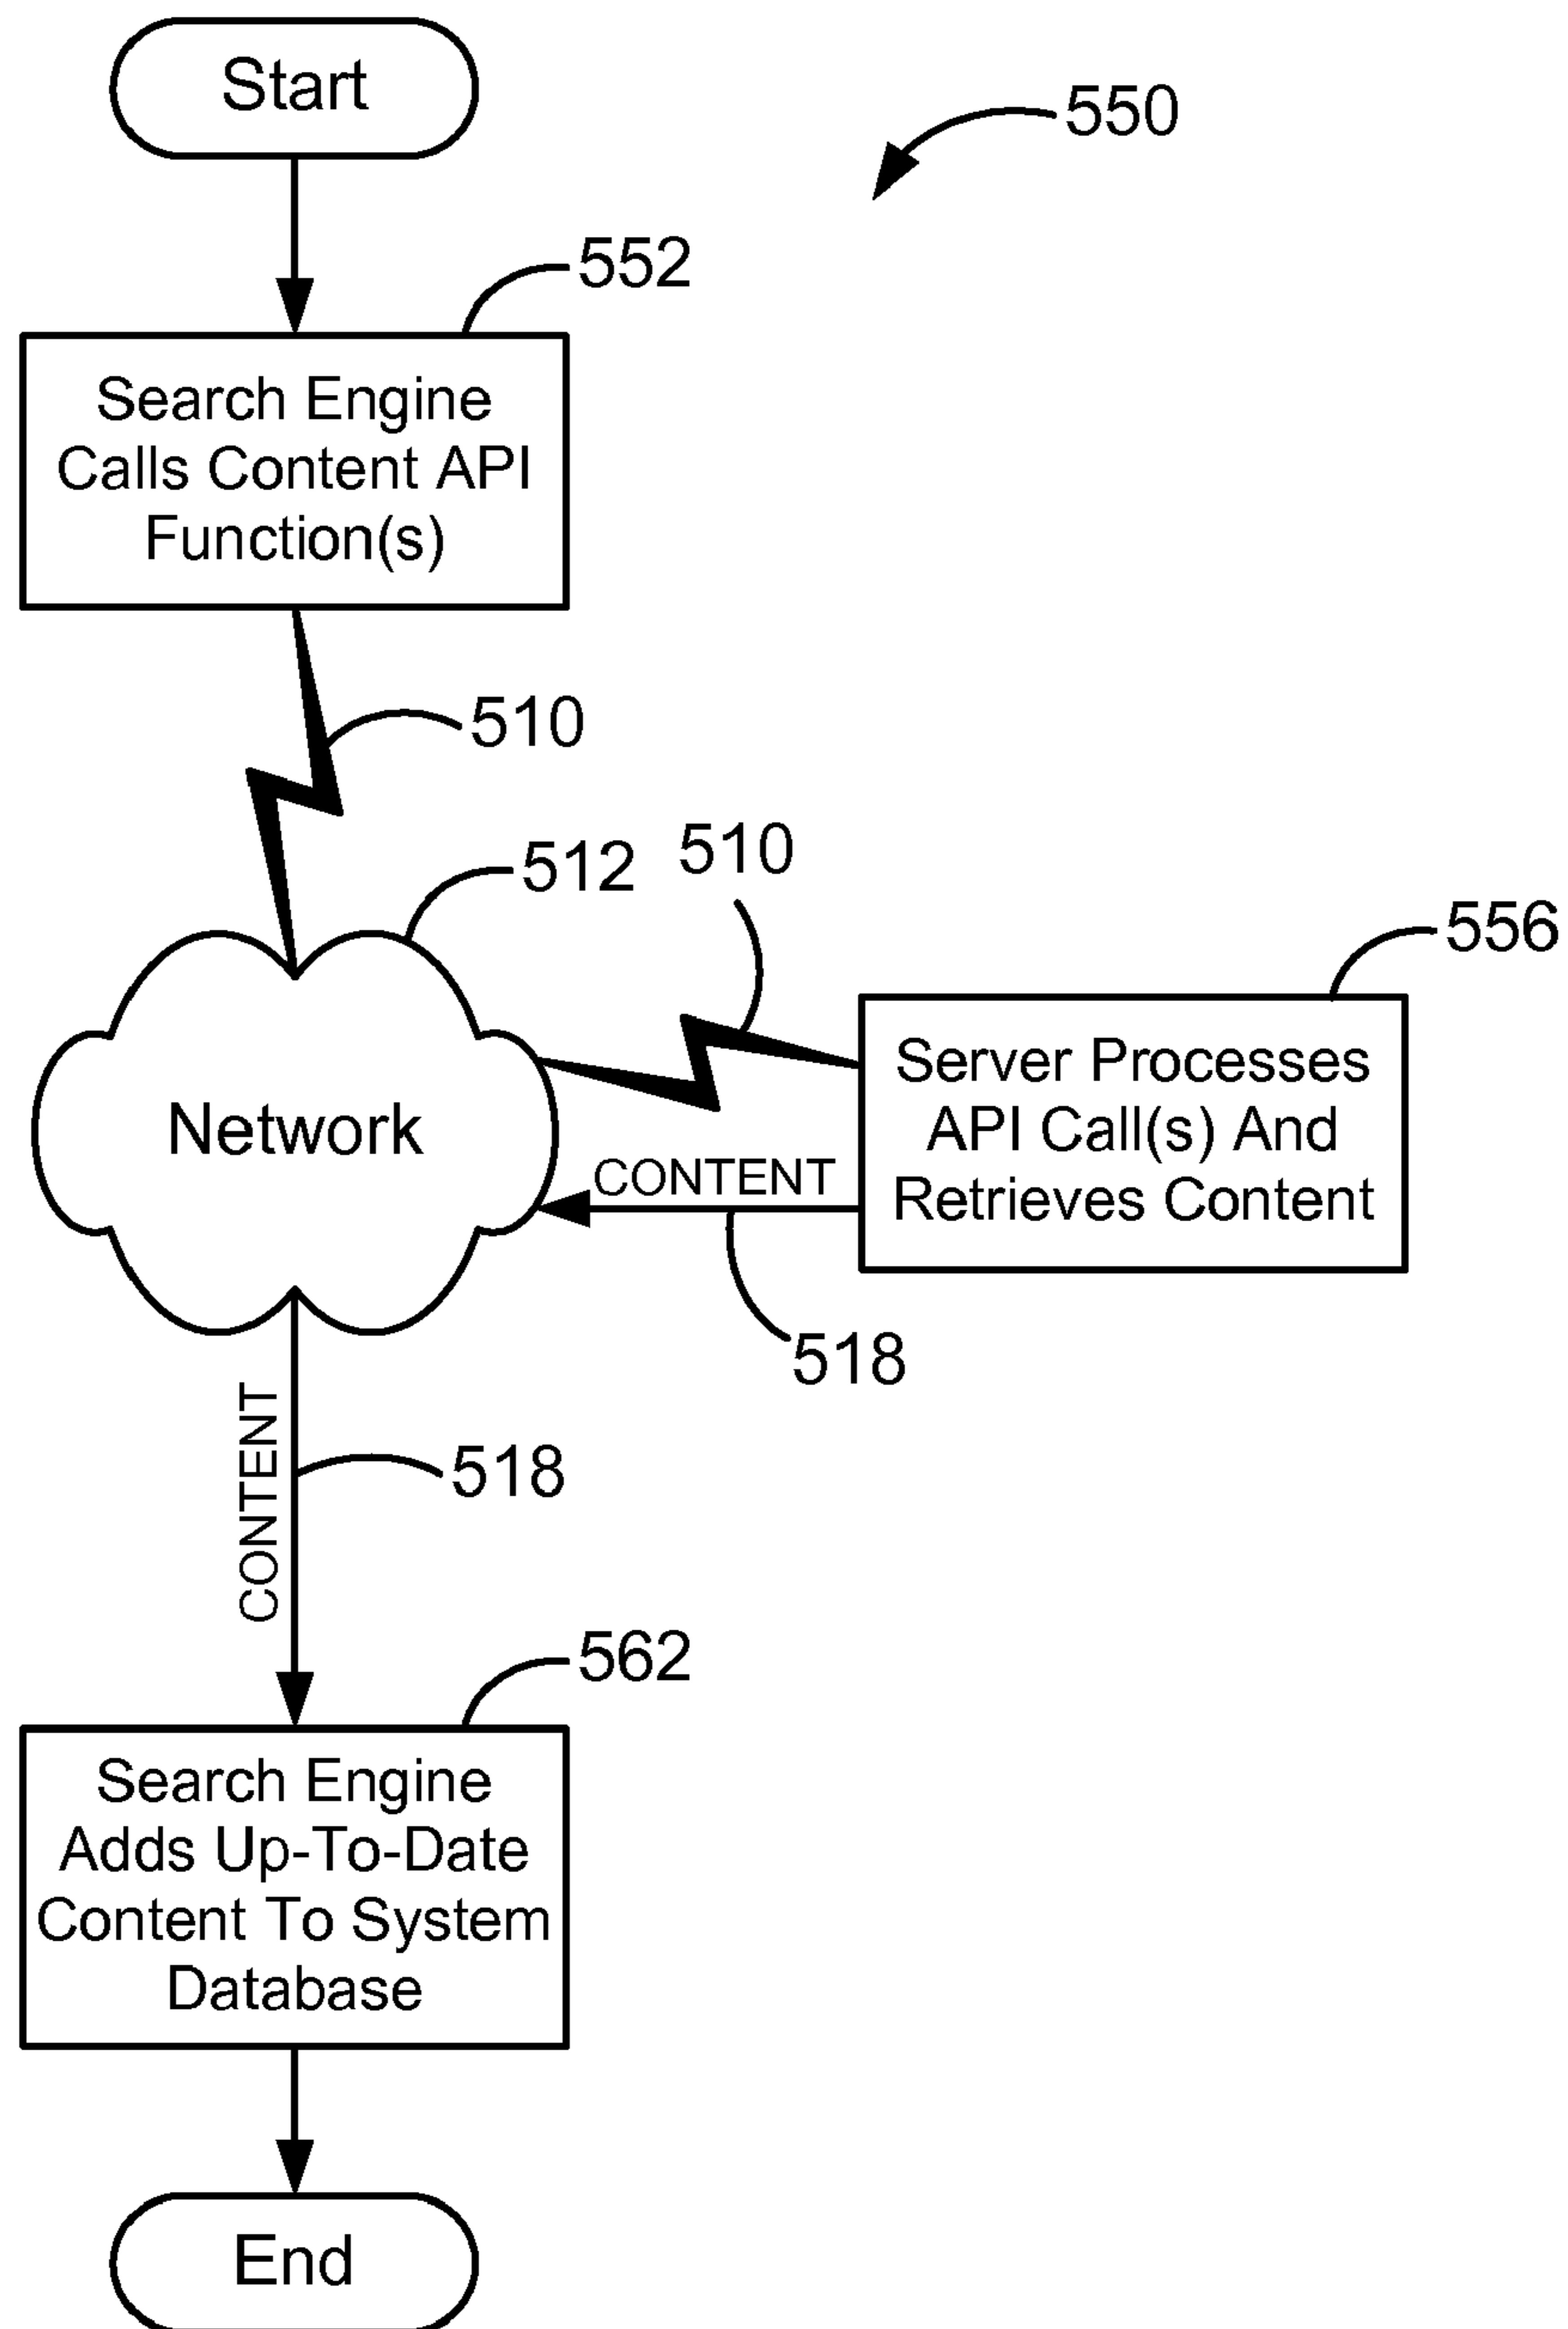 Start
550
552
Search Engine
Calls Content API
Function(s)
510
512
510
556
Network
Server Processes
API Call(s) And
Retrieves Content
CONTENT
518
CONTENT
518
562
Search Engine
Adds Up-To-Date
Content To System
Database
End